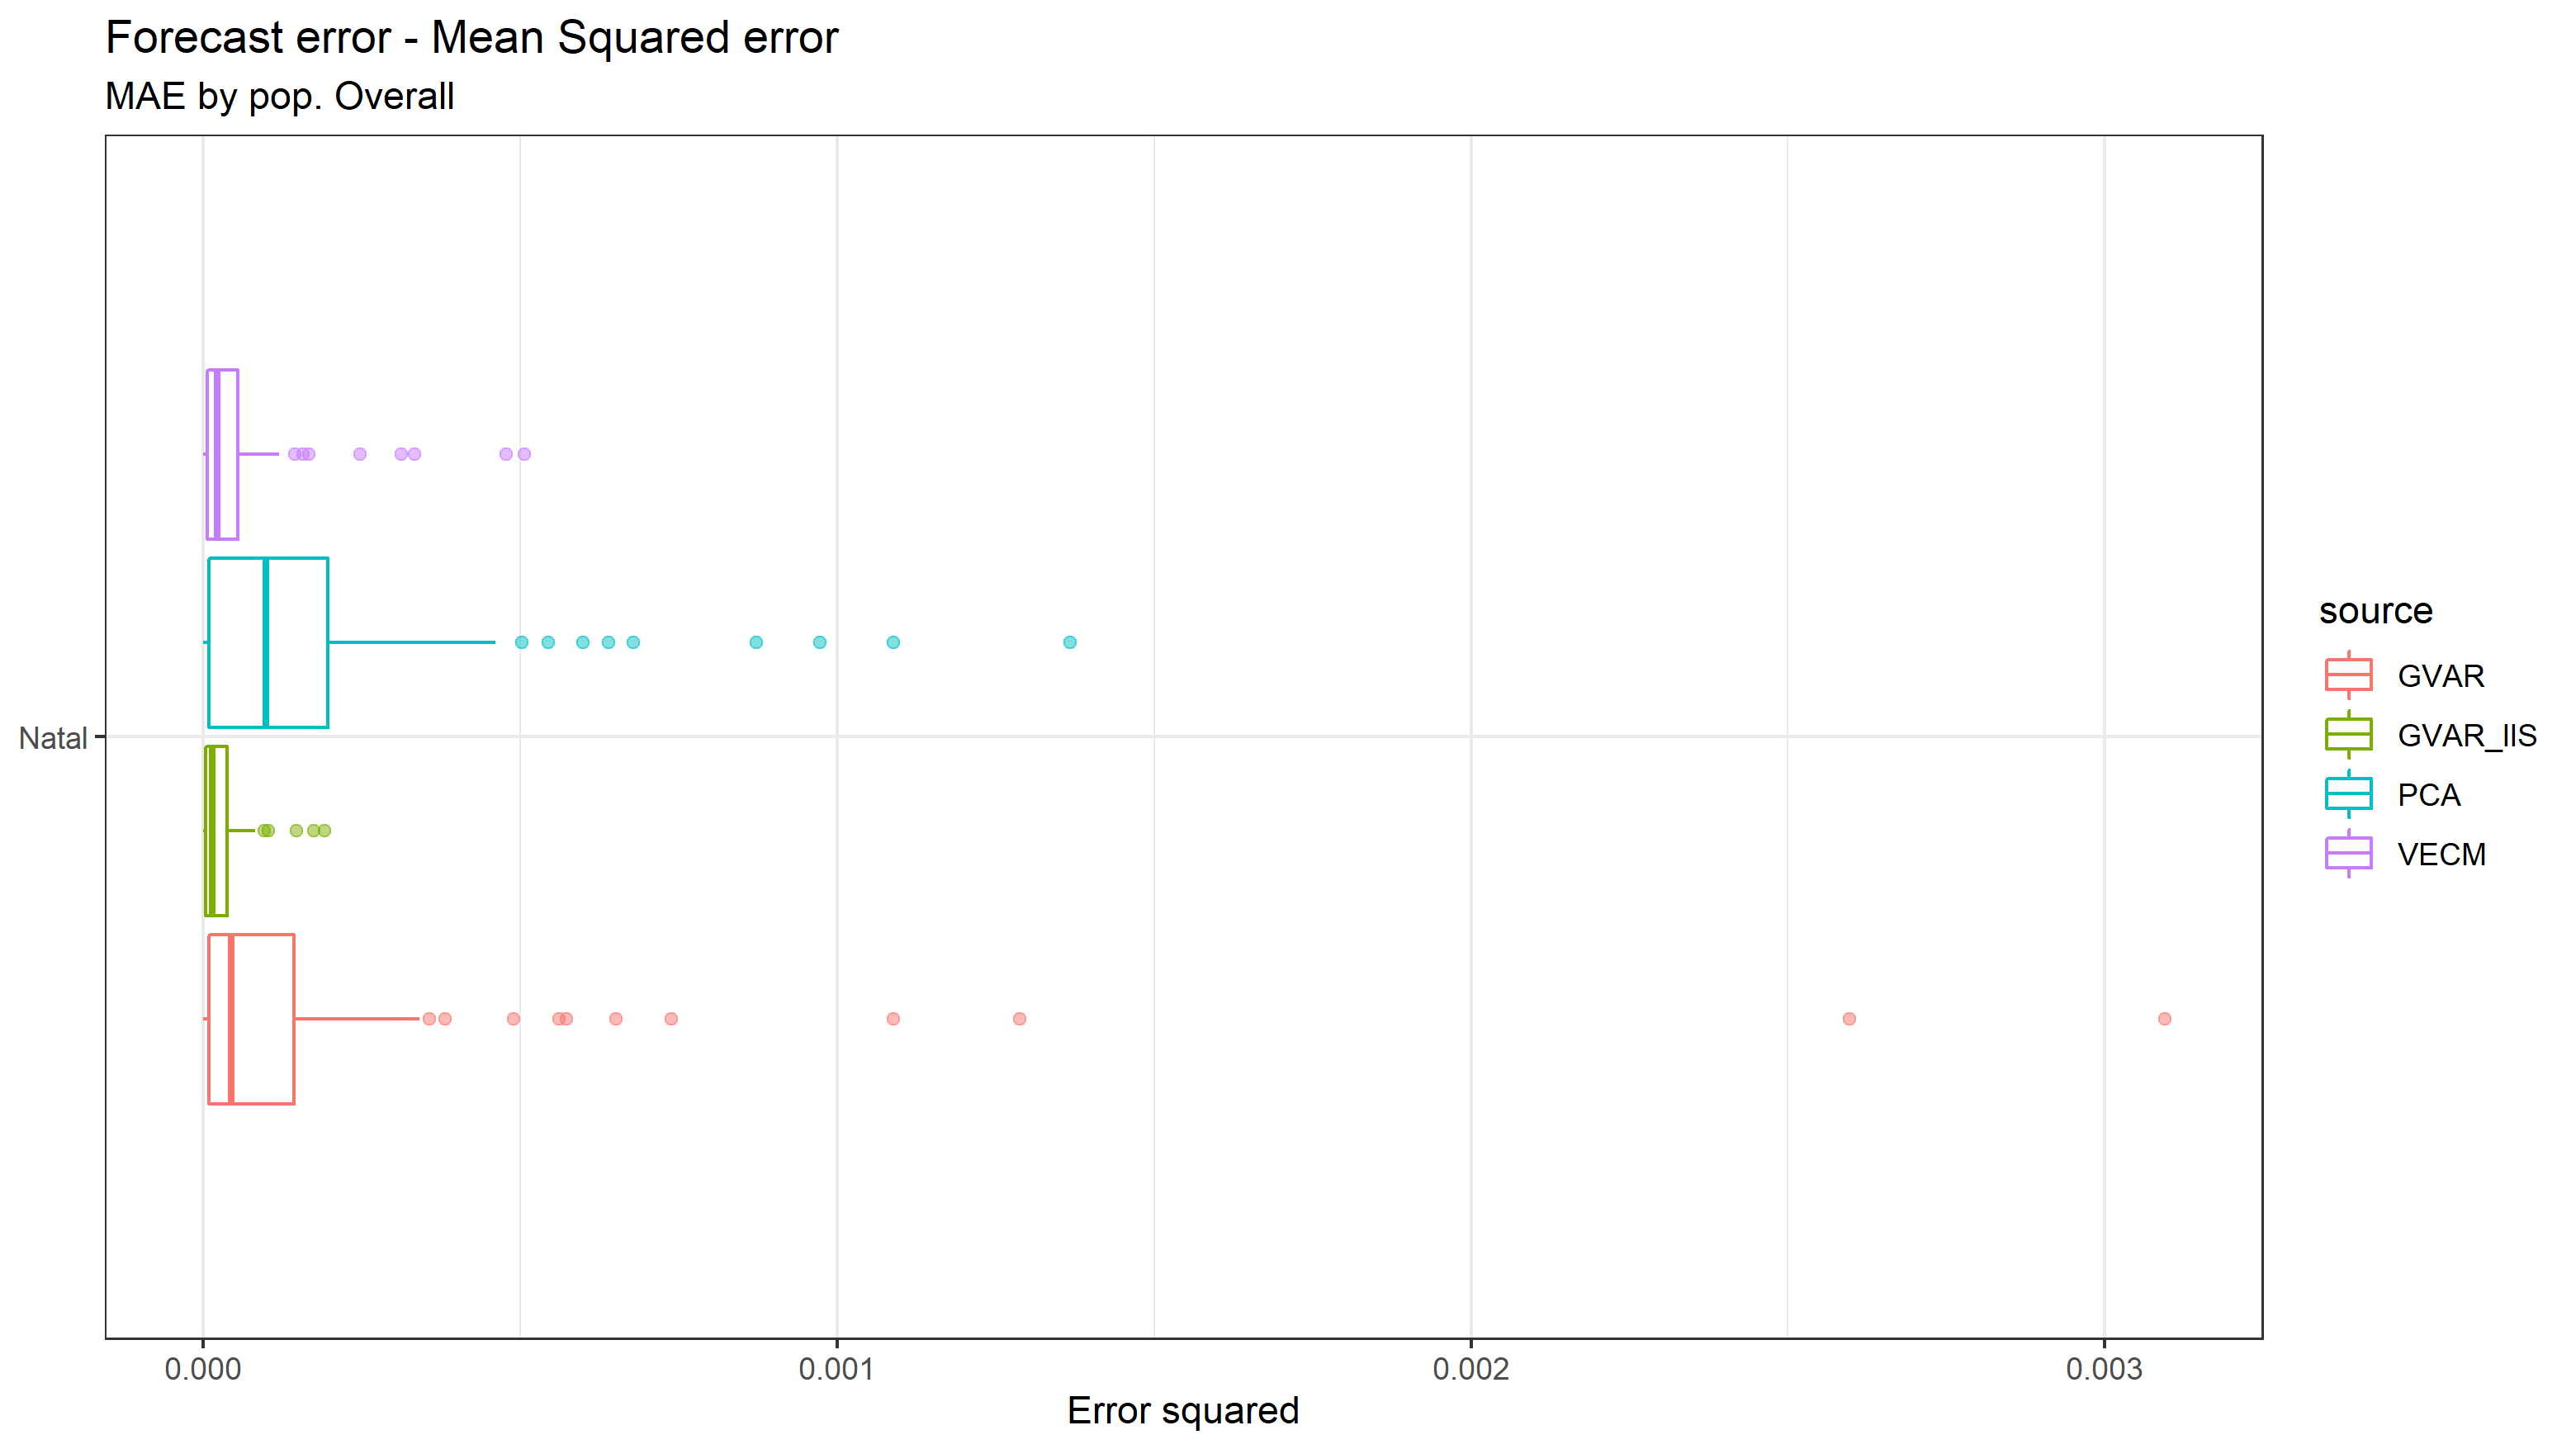 Forecast error - Mean Squared error
MAE by pop. Overall
Natal
0.000
0.001
0.002
0.003
Error squared
source
GVAR
GVAR_IIS
PCA
VECM